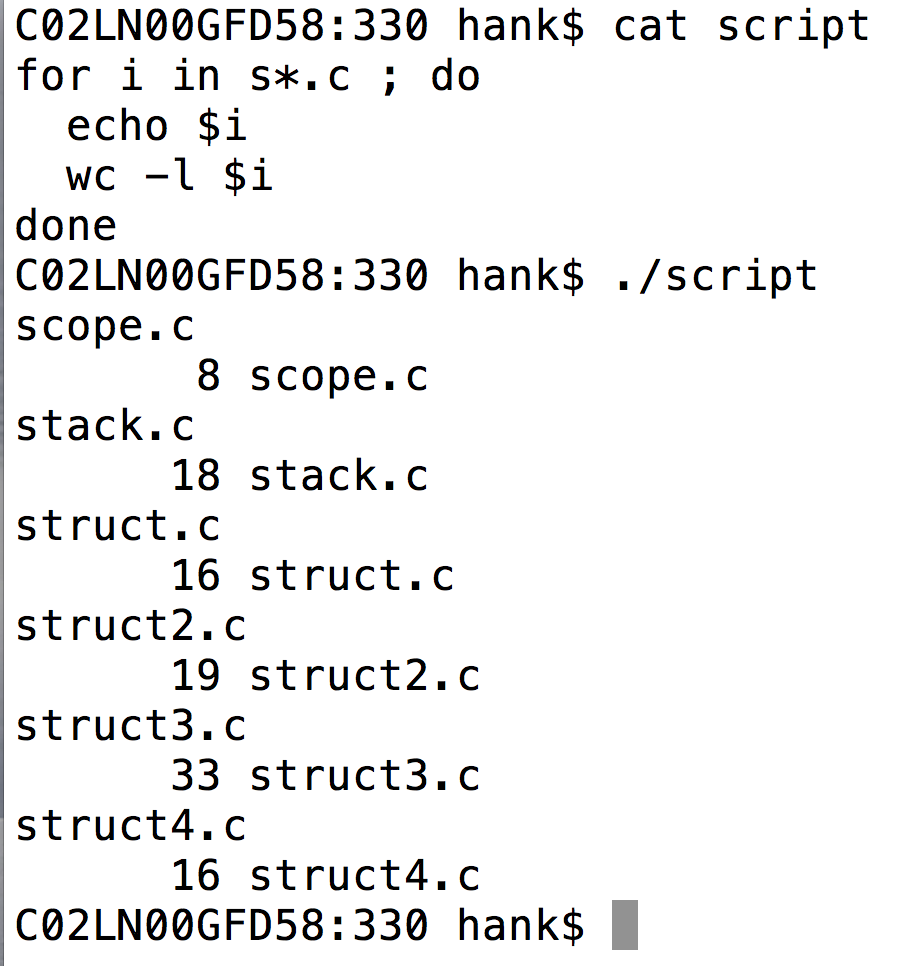 C02LN00GFD58:330 hank$ cat script
for i in s*.c ; do
  echo $i
  wc -l $i
done
C02LN00GFD58:330 hank$ ./script
scope.c
       8 scope.c
stack.c
      18 stack.c
struct.c
      16 struct.c
struct2.c
      19 struct2.c
struct3.c
      33 struct3.c
struct4.c
      16 struct4.c
C02LN00GFD58:330 hank$